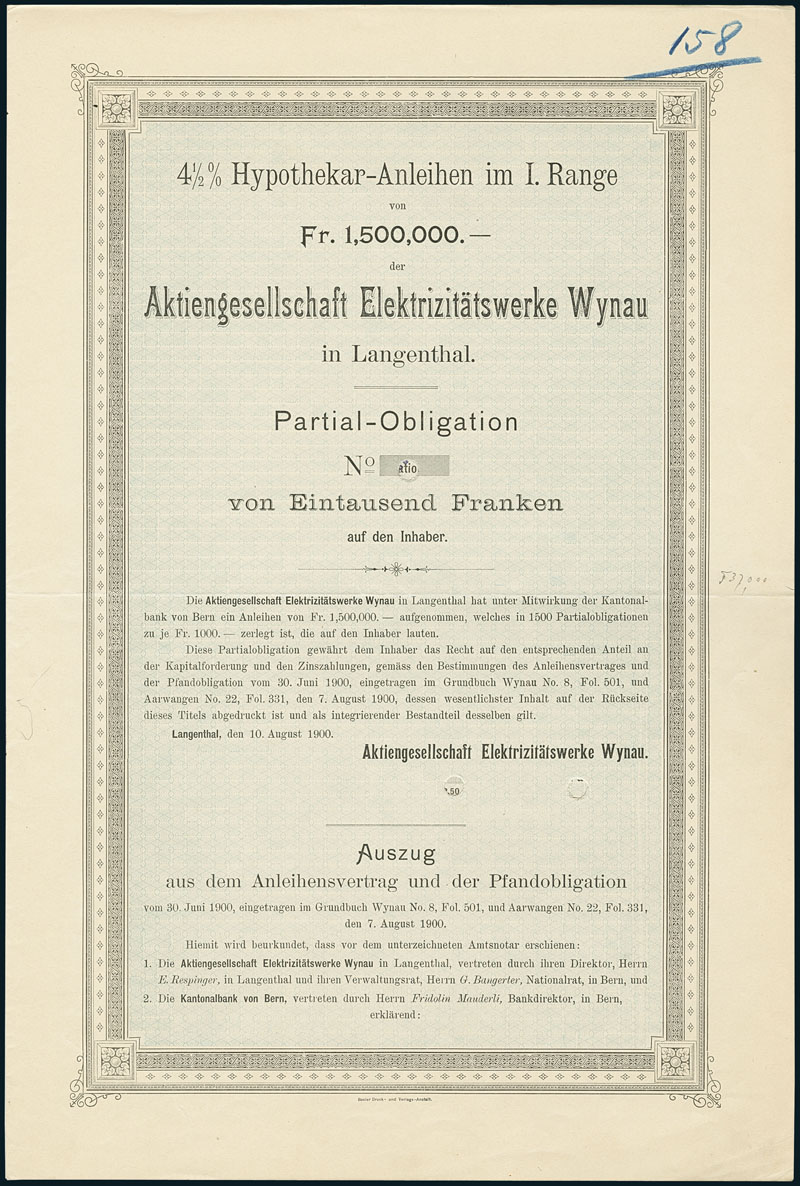 158
4½% Hypothekar-Anleihen im I. Range
von
Fr. 1,500,000.—
der
Aktiengesellschaft Elektrizitätswerke Wynau
in Langenthal.
Partial-Obligation
No atio
von Eintausend Franken
auf den Inhaber.
Die Aktiengesellschaft Elektrizitätswerke Wynau in Langenthal hat unter Mitwirkung der Kantonal-
bank von Bern ein Anleihen von Fr. 1,500,000. — aufgenommen, welches in 1500 Partialobligationen
zu je Fr. 1000. — zerlegt ist, die auf den Inhaber lauten.
Diese Partialobligation gewährt dem Inhaber das Recht auf den entsprechenden Anteil an
der Kapitalforderung und den Zinszahlungen, gemäss den Bestimmungen des Anleihensvertrages und
der Pfandobligation vom 30. Juni 1900, eingetragen im Grundbuch Wynau No. 8, Fol. 501, und
Aarwangen No. 22, Fol. 331, den 7. August 1900, dessen wesentlichster Inhalt auf der Rückseite
dieses Titels abgedruckt ist und als integrierender Bestandteil desselben gilt.
Langenthal, den 10. August 1900.
Aktiengesellschaft Elektrizitätswerke Wynau.
.50
Auszug
aus dem Anleihensvertrag und der Pfandobligation
vom 30. Juni 1900, eingetragen im Grundbuch Wynau No. 8, Fol. 501, und Aarwangen No. 22, Fol. 331,
den 7. August 1900.
Hiemit wird beurkundet, dass vor dem unterzeichneten Amtsnotar erschienen:
1. Die Aktiengesellschaft Elektrizitätswerke Wynau in Langenthal, vertreten durch ihren Direktor, Herrn
E. Respinger, in Langenthal und ihren Verwaltungsrat, Herrn G. Bangerter, Nationalrat, in Bern, und
2. Die Kantonalbank von Bern, vertreten durch Herrn Fridolin Mauderli, Bankdirektor, in Bern,
erklärend:
Basler Druck- und Verlags-Anstalt.